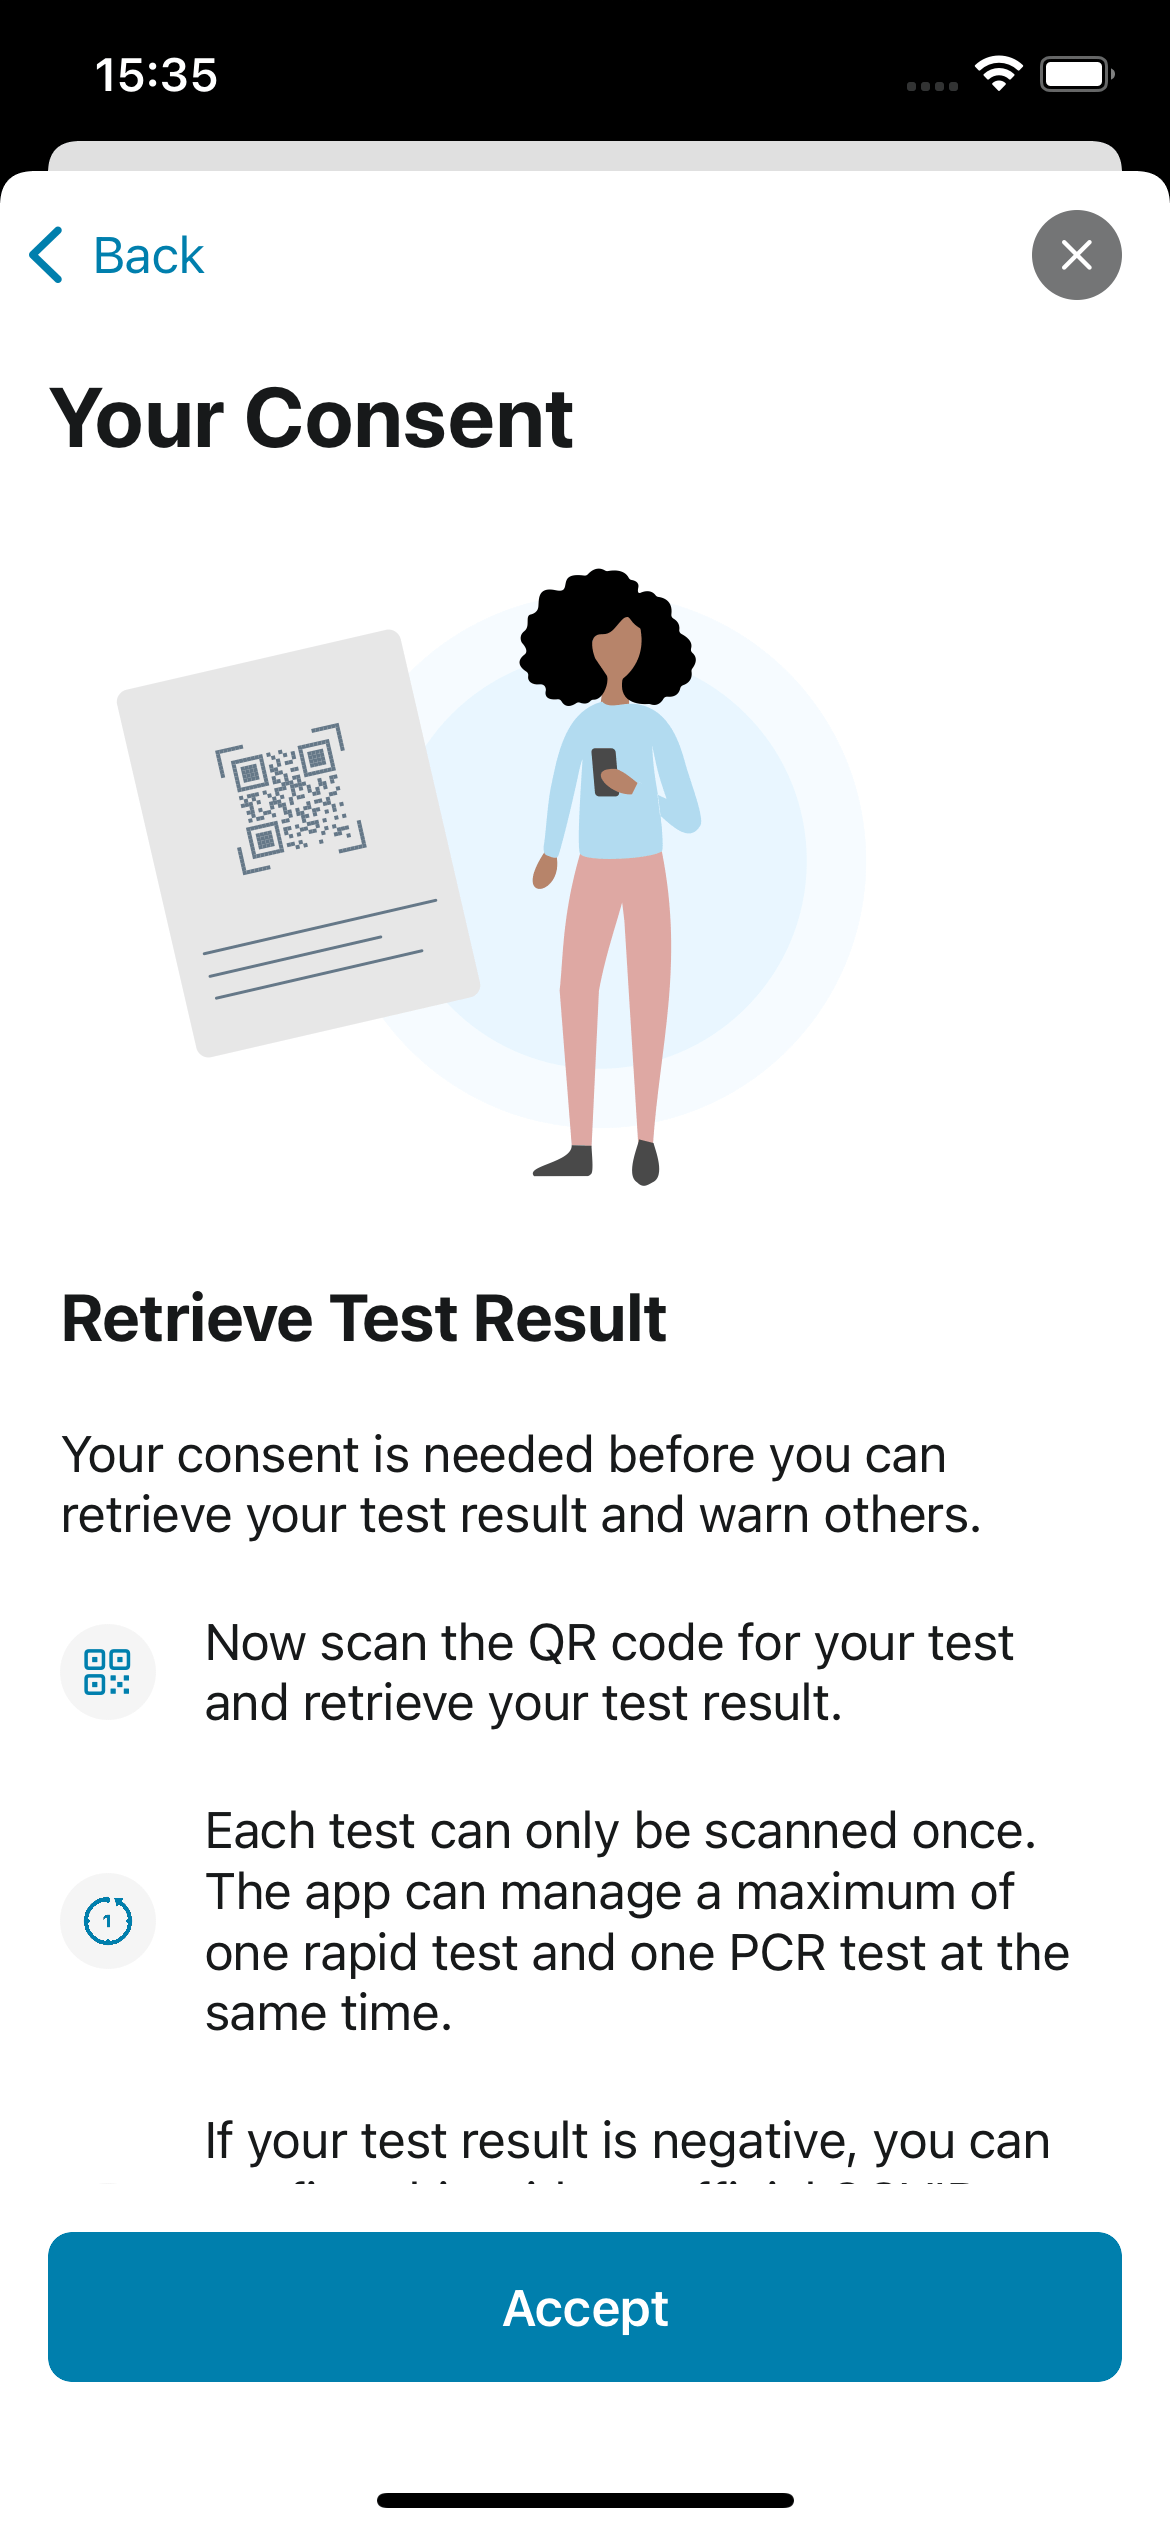 15:35
Back
Your Consent
Retrieve Test Result
Your consent is needed before you can
retrieve your test result and warn others.
Now scan the QR code for your test
and retrieve your test result.
1
Each test can only be scanned once.
The app can manage a maximum of
one rapid test and one PCR test at the
same time.
If your test result is negative, you can
Accept